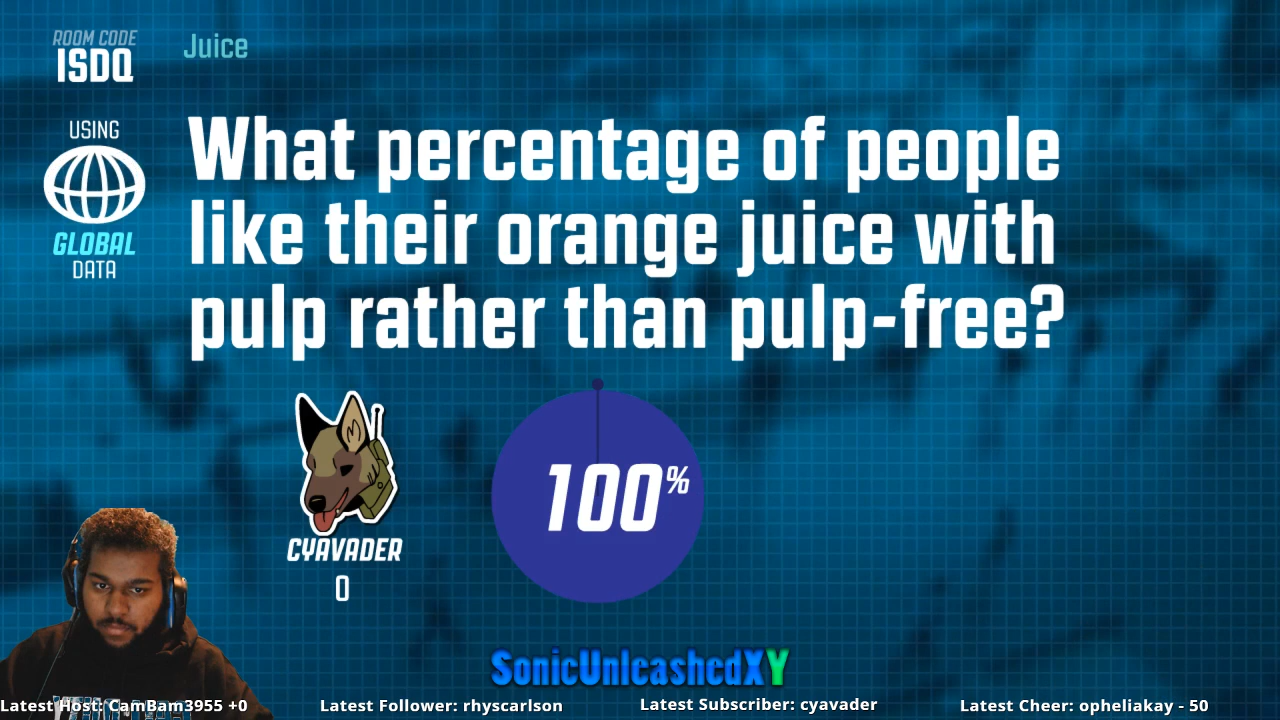 ROOM CODE
ISDQ
Juice
USING
GLOBAL
DATA
What percentage of people
like their orange juice with
pulp rather than pulp-free?
100%
CYAVADER
0
SonicUnleashedXY
Latest Host: CamBam3955 +0
Latest Follower: rhyscarlson
Latest Subscriber: cyavader
Latest Cheer: opheliakay - 50